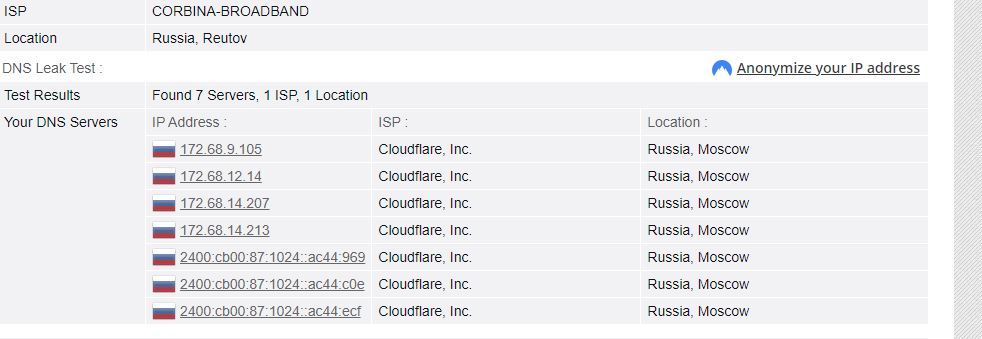 ISP CORBINA-BROADBAND
Location Russia, Reutov
DNS Leak Test : Anonymize your IP address
Test Results Found 7 Servers, 1 ISP, 1 Location
Your DNS Servers IP Address : ISP : Location :
172.68.9.105 Cloudflare, Inc. Russia, Moscow
172.68.12.14 Cloudflare, Inc. Russia, Moscow
172.68.14.207 Cloudflare, Inc. Russia, Moscow
172.68.14.213 Cloudflare, Inc. Russia, Moscow
2400:cb00:87:1024::ac44:969 Cloudflare, Inc. Russia, Moscow
2400:cb00:87:1024::ac44:c0e Cloudflare, Inc. Russia, Moscow
2400:cb00:87:1024::ac44:ecf Cloudflare, Inc. Russia, Moscow